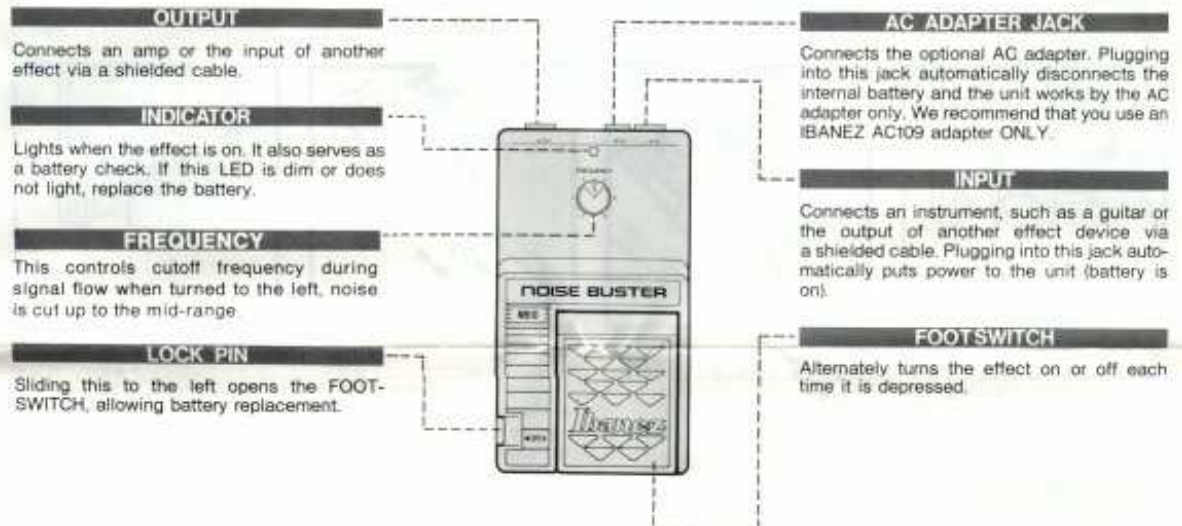 OUTPUT
Connects an amp or the input of another
effect via a shielded cable.
INDICATOR
Lights when the effect is on. It also serves as
a battery check. If this LED is dim or does
not light, replace the battery.
FREQUENCY
This controls cutoff frequency during
signal flow when turned to the left, noise
is cut up to the mid-range
LOCK PIN
Sliding this to the left opens the FOOT-
SWITCH, allowing battery replacement.
FREQUENCY
NOISE BUSTER
Ibanez
AC ADAPTER JACK
Connects the optional AC adapter. Plugging
into this jack automatically disconnects the
internal battery and the unit works by the AC
adapter only. We recommend that you use an
IBANEZ AC109 adapter ONLY.
INPUT
Connects an instrument, such as a guitar or
the output of another effect device via
a shielded cable. Plugging into this jack auto-
matically puts power to the unit (battery is
on).
FOOTSWITCH
Alternately turns the effect on or off each
time it is depressed.